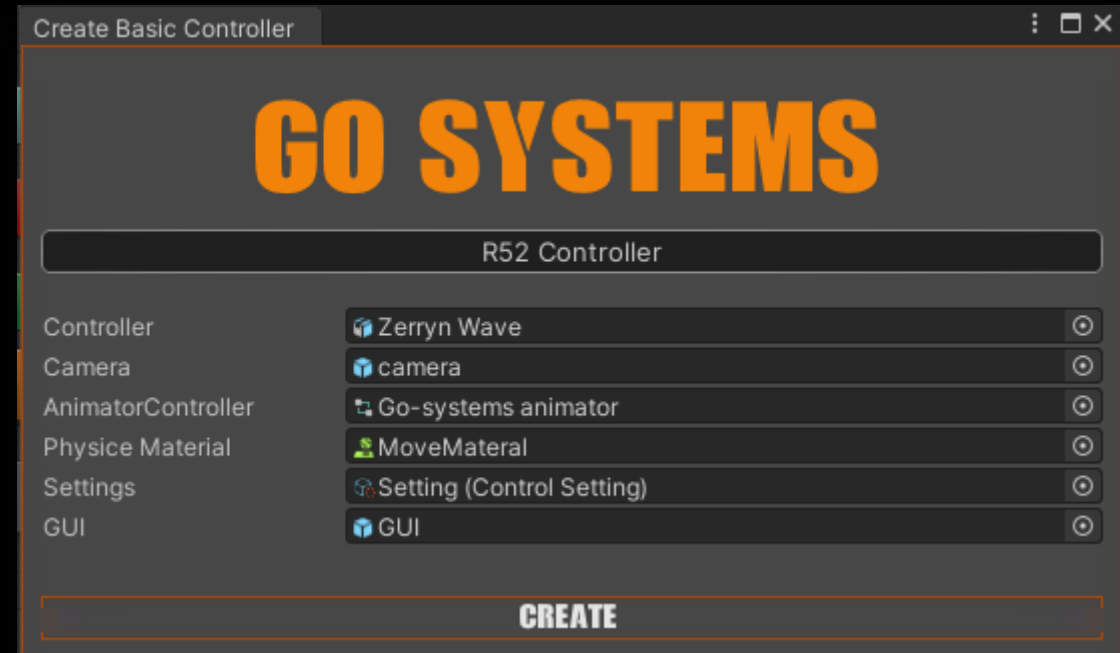 Create Basic Controller
GO SYSTEMS
R52 Controller
Controller Zerryn Wave
Camera camera
AnimatorController Go-systems animator
Physice Material MoveMateral
Settings Setting (Control Setting)
GUI GUI
CREATE